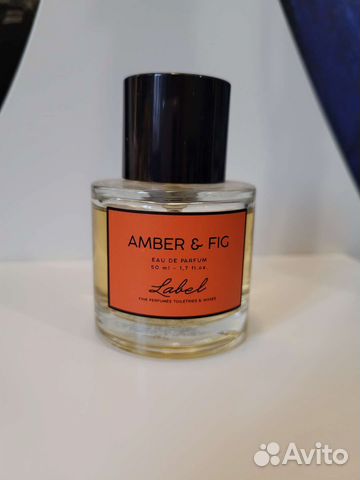 AMBER & FIG
EAU DE PARFUM
50 ml – 1,7 fl.oz.
Label
FINE PERFUMES TOILETRIES & WAXES
Avito